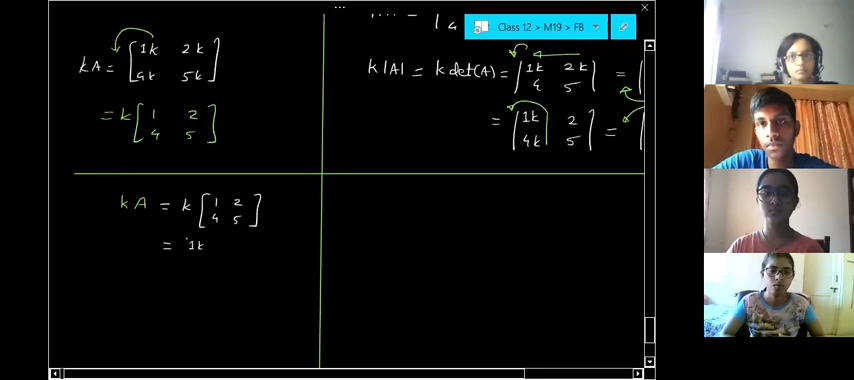 Class 12 > M19 > FB
kA = [1k 2k
4k 5k]
= k[1 2
4 5]
k|A| = k det(A) = |1k 2k
4 5| =
= |1k 2
4k 5| =
kA = k[1 2
4 5]
= 1k